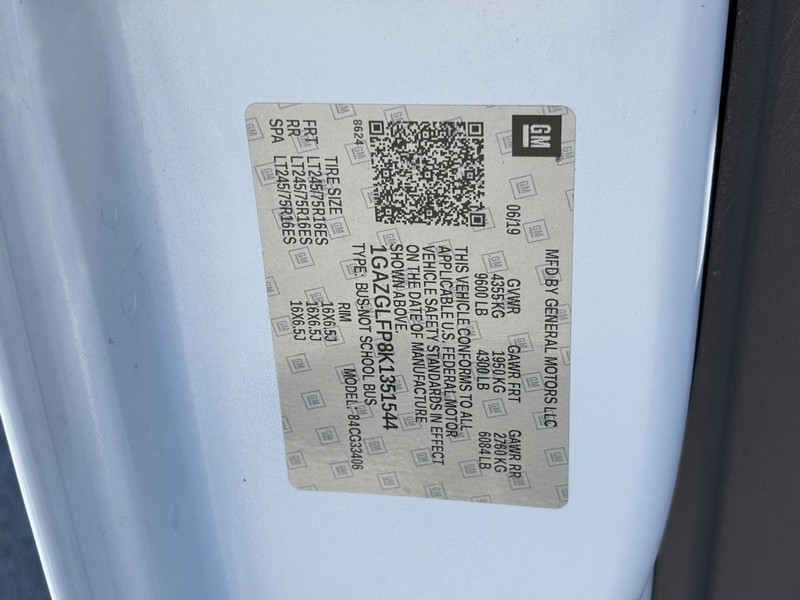 GM
MFD BY GENERAL MOTORS LLC
06/19 GVWR GAWR FRT GAWR RR
4355 KG 1950 KG 2760 KG
9600 LB 4300 LB 6084 LB
THIS VEHICLE CONFORMS TO ALL
APPLICABLE U.S. FEDERAL MOTOR
VEHICLE SAFETY STANDARDS IN EFFECT
ON THE DATE OF MANUFACTURE
SHOWN ABOVE.
1GAZGLFP8K1351544
8624 TYPE: BUS-NOT SCHOOL BUS MODEL: 84CG33406
TIRE SIZE RIM
FRT LT245/75R16ES 16X6.5J
RR LT245/75R16ES 16X6.5J
SPA LT245/75R16ES 16X6.5J